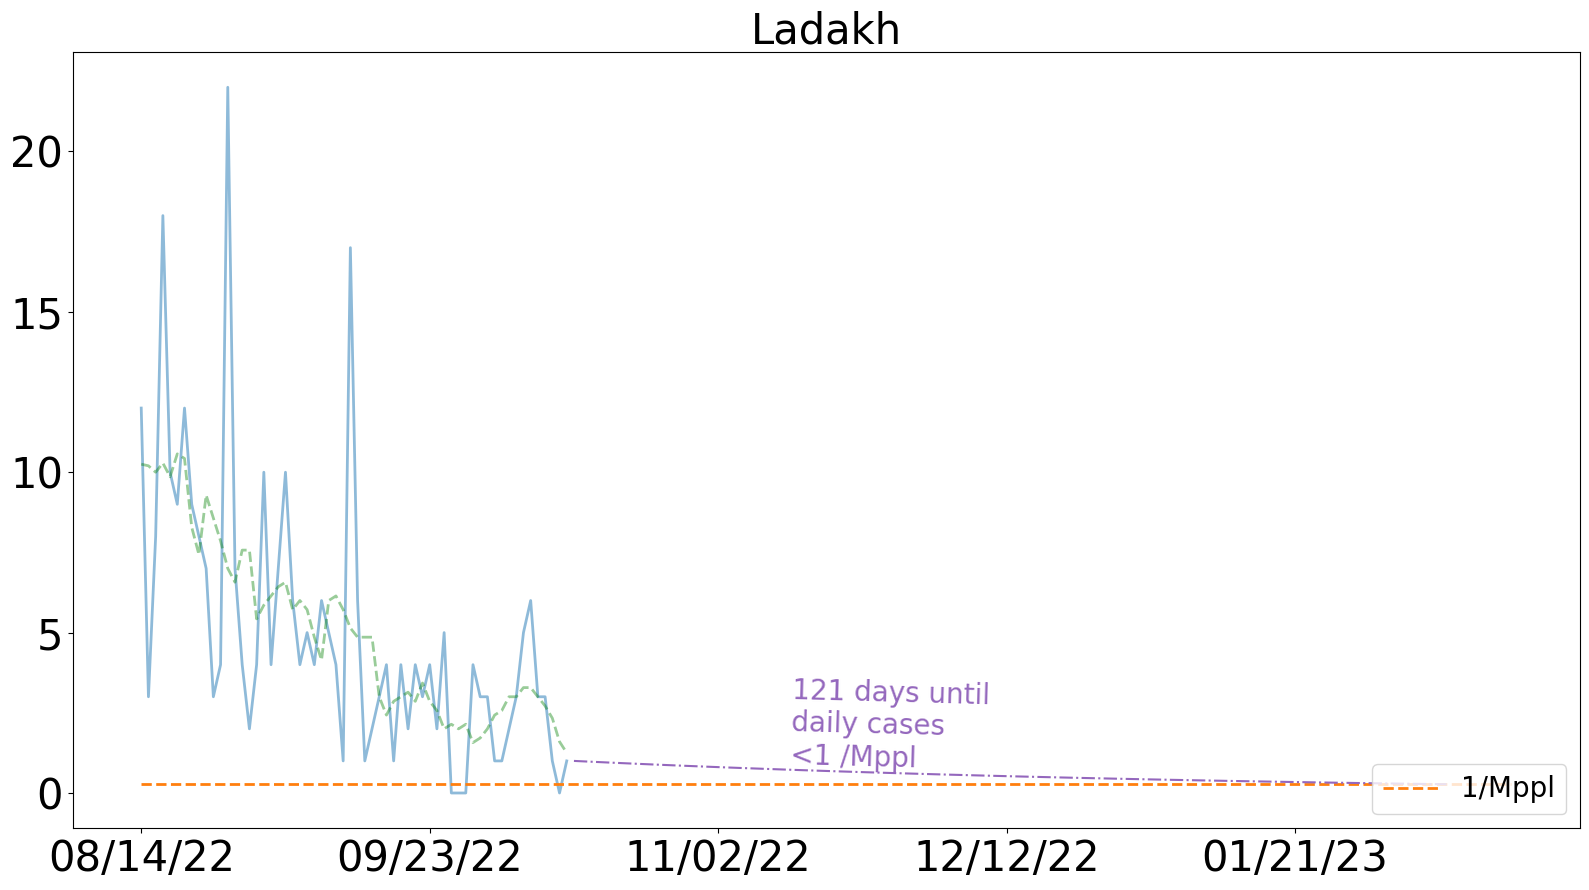 Ladakh
20
15
10
5
0
121 days until
daily cases
<1 /Mppl
1/Mppl
08/14/22
09/23/22
11/02/22
12/12/22
01/21/23